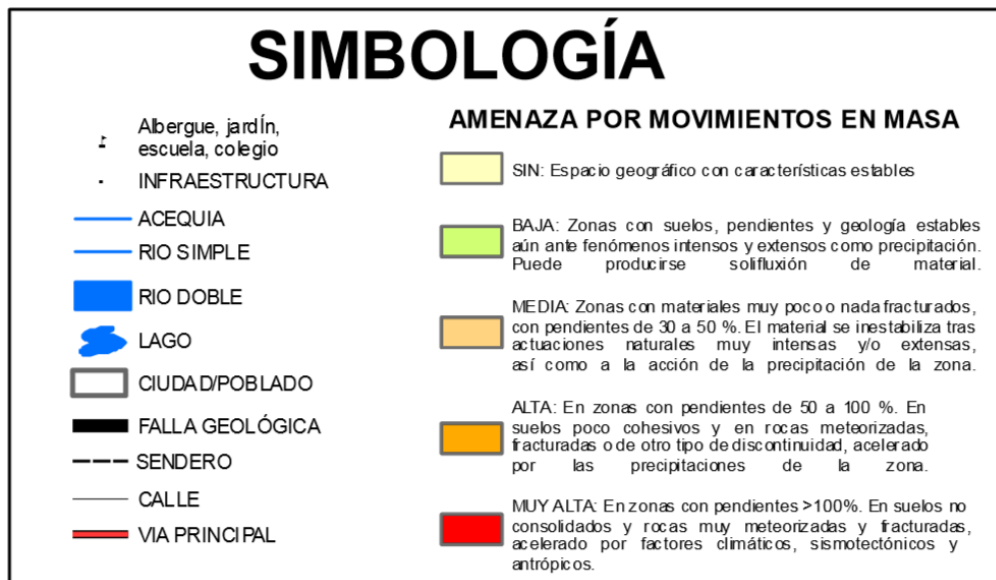 SIMBOLOGÍA
Albergue, jardÍn,
escuela, colegio
INFRAESTRUCTURA
ACEQUIA
RIO SIMPLE
RIO DOBLE
LAGO
CIUDAD/POBLADO
FALLA GEOLÓGICA
SENDERO
CALLE
VIA PRINCIPAL
AMENAZA POR MOVIMIENTOS EN MASA
SIN: Espacio geográfico con características estables
BAJA: Zonas con suelos, pendientes y geología estables
aún ante fenómenos intensos y extensos como precipitación.
Puede producirse solifluxión de material.
MEDIA: Zonas con materiales muy poco o nada fracturados,
con pendientes de 30 a 50 %. El material se inestabiliza tras
actuaciones naturales muy intensas y/o extensas,
así como a la acción de la precipitación de la zona.
ALTA: En zonas con pendientes de 50 a 100 %. En
suelos poco cohesivos y en rocas meteorizadas,
fracturadas o de otro tipo de discontinuidad, acelerado
por las precipitaciones de la zona.
MUY ALTA: En zonas con pendientes >100%. En suelos no
consolidados y rocas muy meteorizadas y fracturadas,
acelerado por factores climáticos, sismotectónicos y
antrópicos.